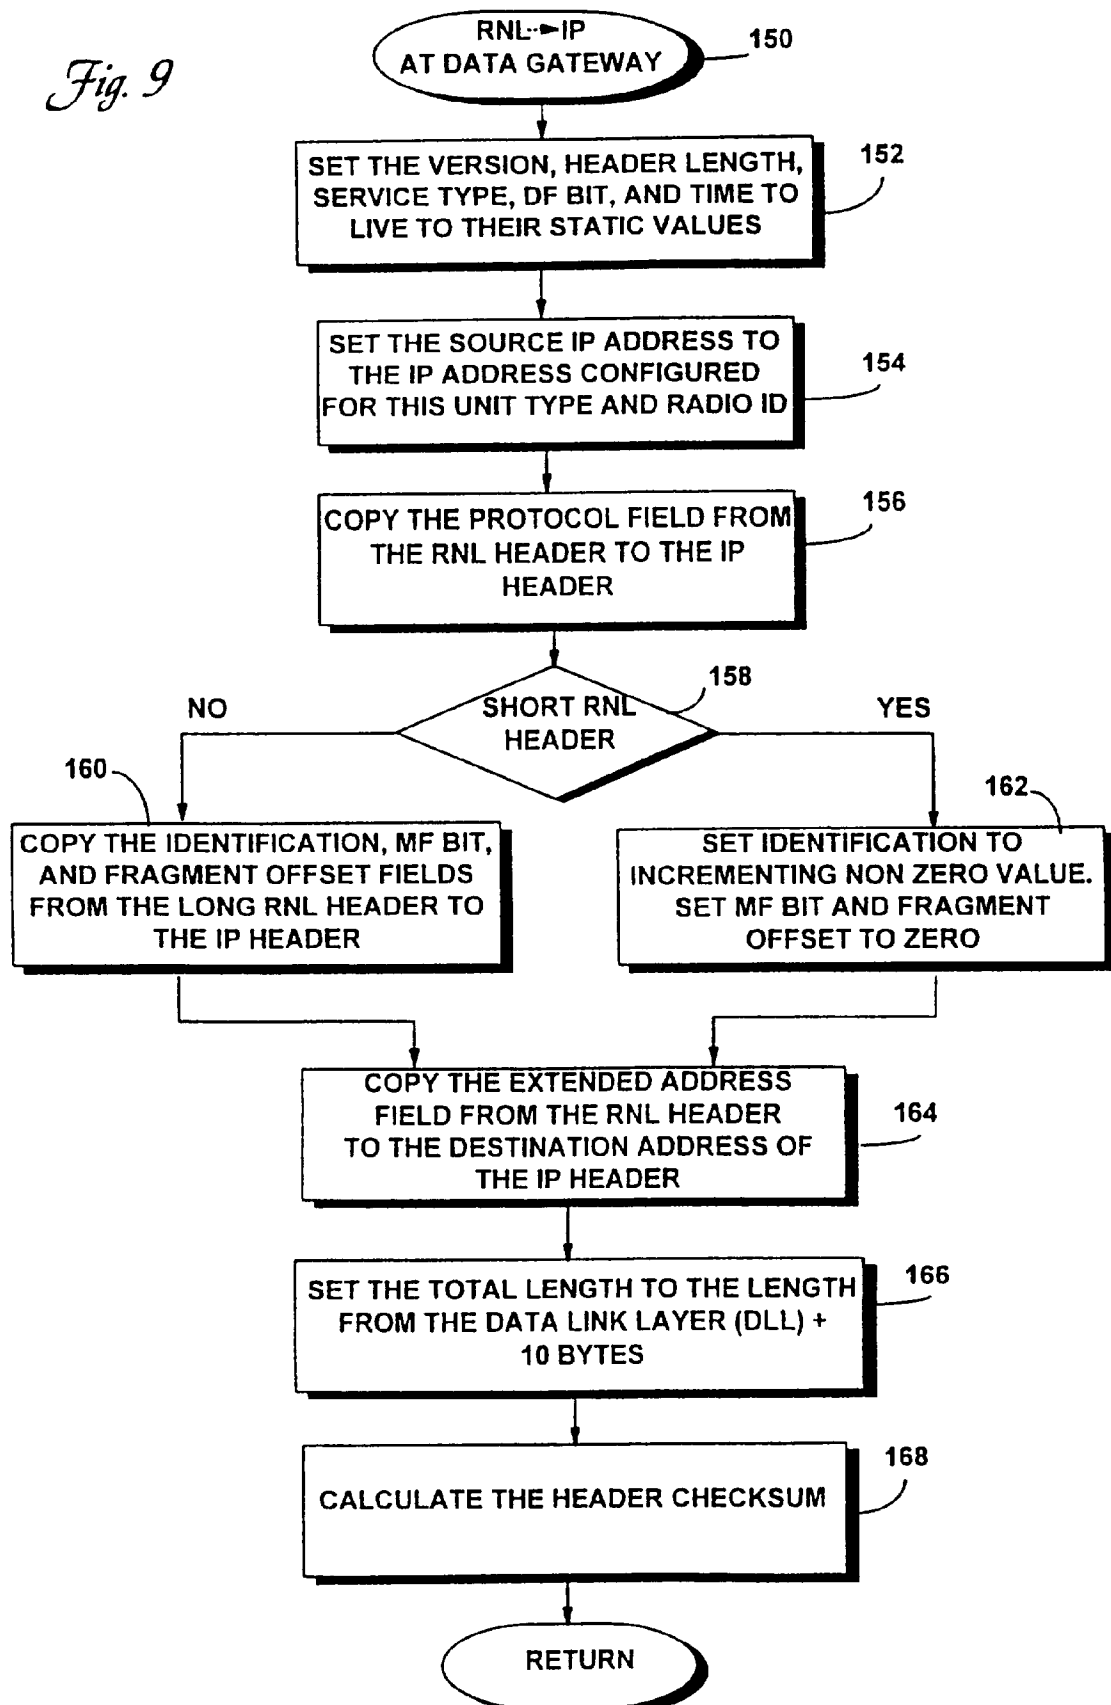 Fig. 9
RNL→IP
AT DATA GATEWAY
150
SET THE VERSION, HEADER LENGTH,
SERVICE TYPE, DF BIT, AND TIME TO
LIVE TO THEIR STATIC VALUES
152
SET THE SOURCE IP ADDRESS TO
THE IP ADDRESS CONFIGURED
FOR THIS UNIT TYPE AND RADIO ID
154
COPY THE PROTOCOL FIELD FROM
THE RNL HEADER TO THE IP
HEADER
156
SHORT RNL
HEADER
158
NO
YES
160
COPY THE IDENTIFICATION, MF BIT,
AND FRAGMENT OFFSET FIELDS
FROM THE LONG RNL HEADER TO
THE IP HEADER
162
SET IDENTIFICATION TO
INCREMENTING NON ZERO VALUE.
SET MF BIT AND FRAGMENT
OFFSET TO ZERO
COPY THE EXTENDED ADDRESS
FIELD FROM THE RNL HEADER
TO THE DESTINATION ADDRESS OF
THE IP HEADER
164
SET THE TOTAL LENGTH TO THE LENGTH
FROM THE DATA LINK LAYER (DLL) +
10 BYTES
166
CALCULATE THE HEADER CHECKSUM
168
RETURN